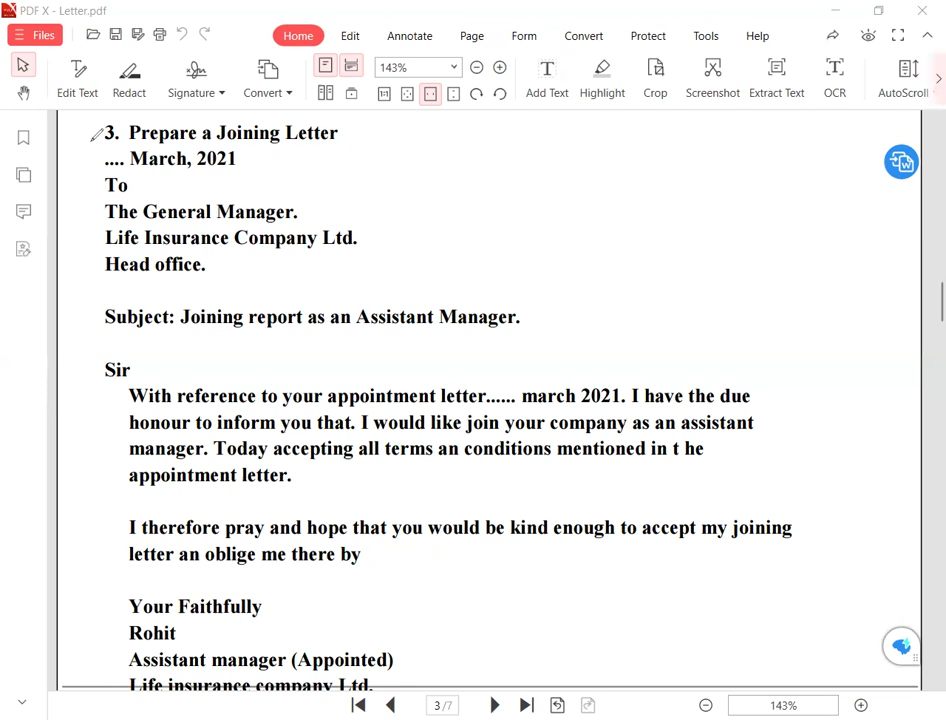 PDF X - Letter.pdf
Files
Home Edit Annotate Page Form Convert Protect Tools Help
143%
Edit Text Redact Signature Convert Add Text Highlight Crop Screenshot Extract Text OCR AutoScroll
3. Prepare a Joining Letter
.... March, 2021
To
The General Manager.
Life Insurance Company Ltd.
Head office.
Subject: Joining report as an Assistant Manager.
Sir
With reference to your appointment letter...... march 2021. I have the due
honour to inform you that. I would like join your company as an assistant
manager. Today accepting all terms an conditions mentioned in t he
appointment letter.
I therefore pray and hope that you would be kind enough to accept my joining
letter an oblige me there by
Your Faithfully
Rohit
Assistant manager (Appointed)
Life insurance company Ltd.
3 /7
143%